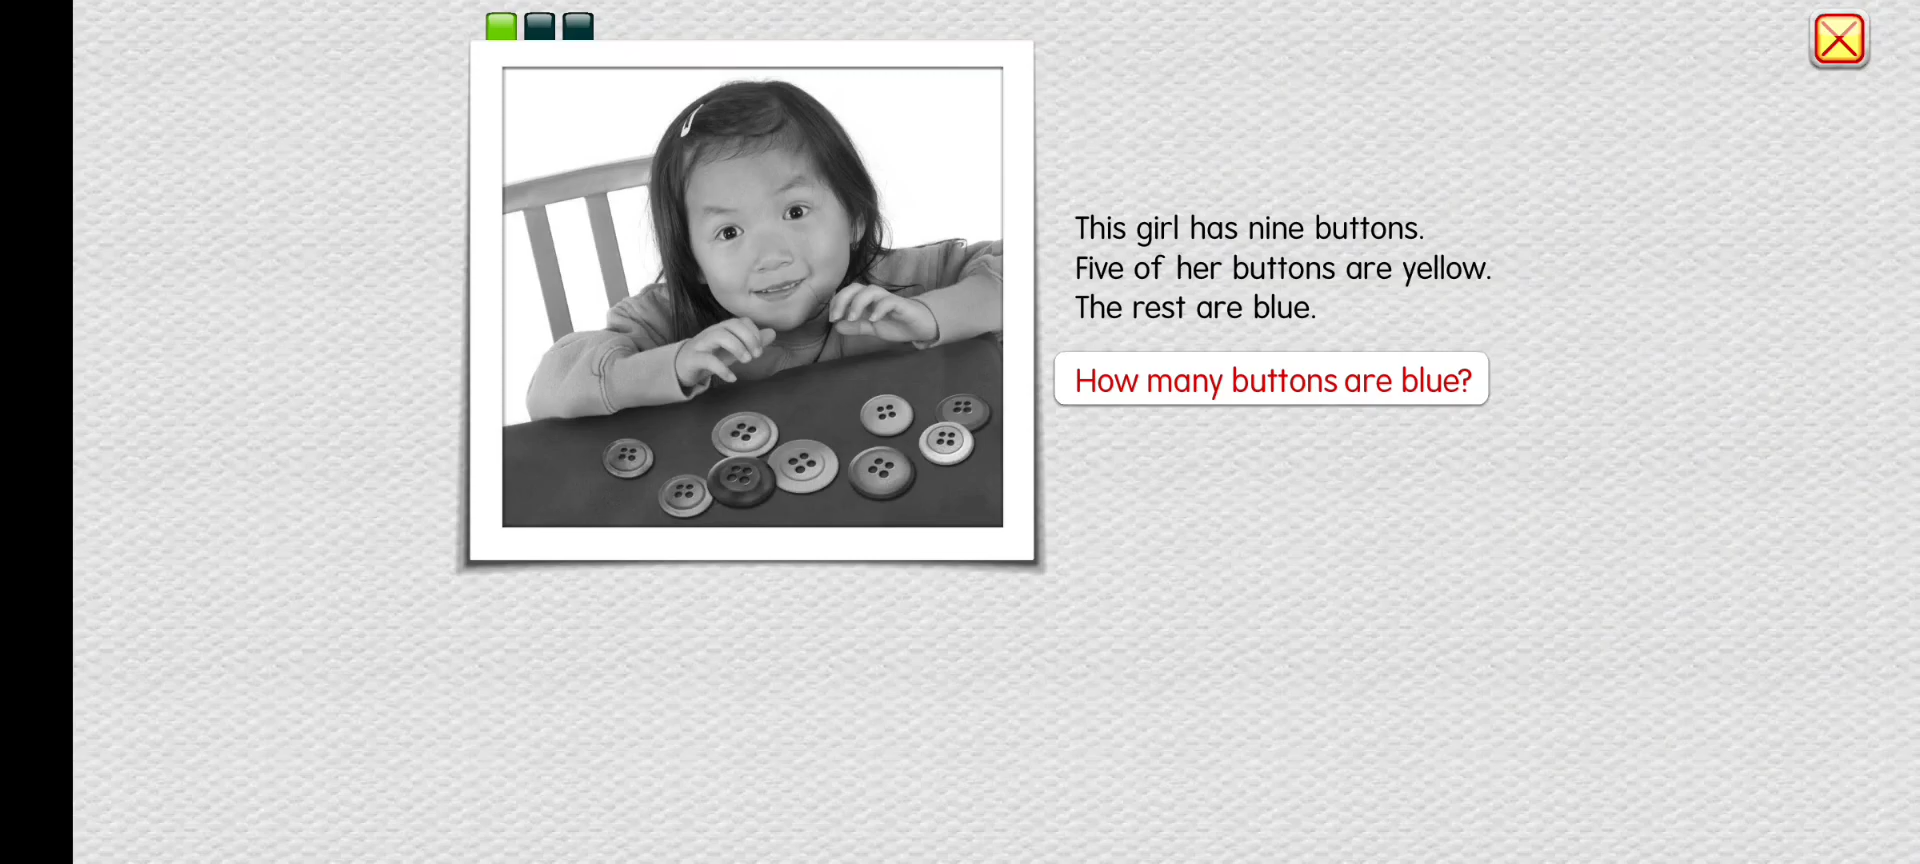 This girl has nine buttons.
Five of her buttons are yellow.
The rest are blue.
How many buttons are blue?